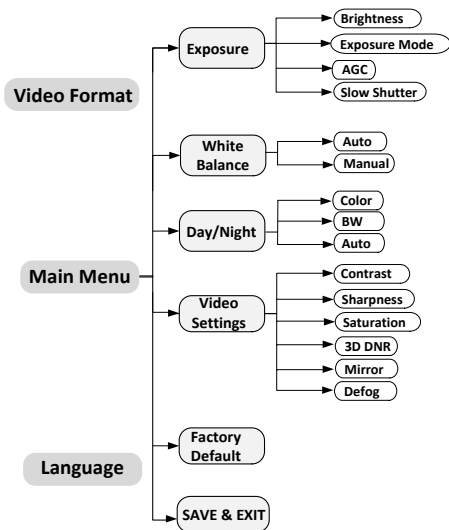 Video Format
Main Menu
Language
Exposure
Brightness
Exposure Mode
AGC
Slow Shutter
White
Balance
Auto
Manual
Day/Night
Color
BW
Auto
Video
Settings
Contrast
Sharpness
Saturation
3D DNR
Mirror
Defog
Factory
Default
SAVE & EXIT